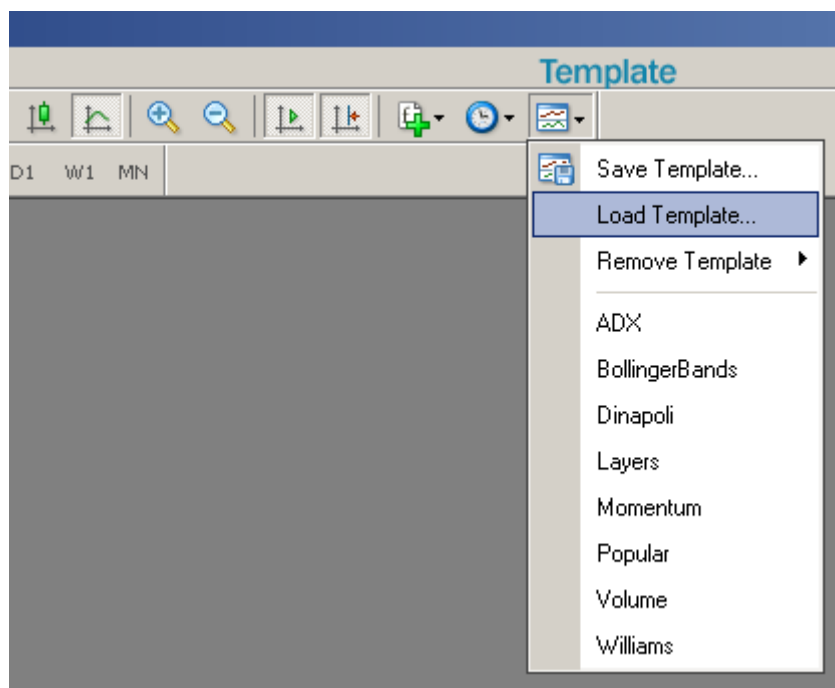 Template
D1 W1 MN
Save Template...
Load Template...
Remove Template
ADX
BollingerBands
Dinapoli
Layers
Momentum
Popular
Volume
Williams